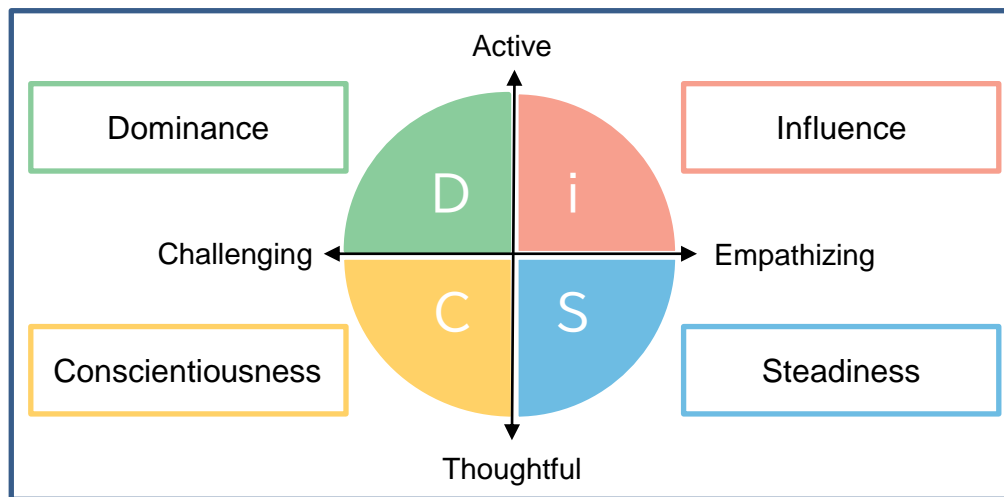 Active
Dominance
Influence
D
i
Challenging
Empathizing
C
S
Conscientiousness
Steadiness
Thoughtful